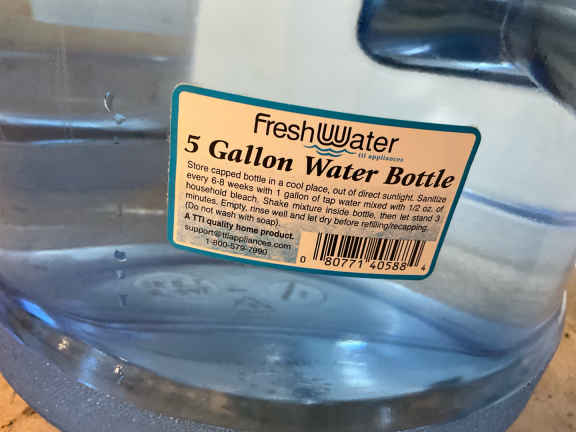 FreshWater
tti appliances
5 Gallon Water Bottle
Store capped bottle in a cool place, out of direct sunlight. Sanitize
every 6-8 weeks with 1 gallon of tap water mixed with 1/2 oz. of
household bleach. Shake mixture inside bottle, then let stand 3
minutes. Empty, rinse well and let dry before refilling/recapping.
(Do not wash with soap).
A TTI quality home product.
support@ttiappliances.com
1-800-579-7990
0 80771 40588 4